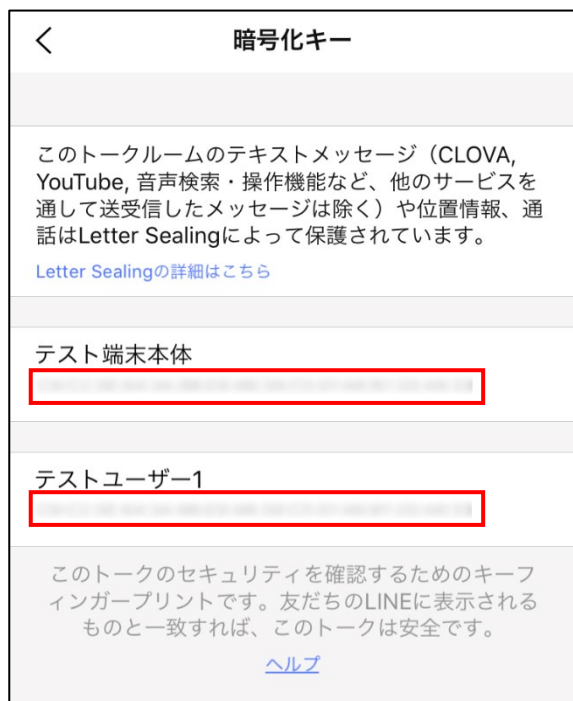 暗号化キー
このトークルームのテキストメッセージ（CLOVA,
YouTube, 音声検索・操作機能など、他のサービスを
通して送受信したメッセージは除く）や位置情報、通
話はLetter Sealingによって保護されています。
Letter Sealingの詳細はこちら
テスト端末本体
テストユーザー1
このトークのセキュリティを確認するためのキーフ
ィンガープリントです。友だちのLINEに表示される
ものと一致すれば、このトークは安全です。
ヘルプ